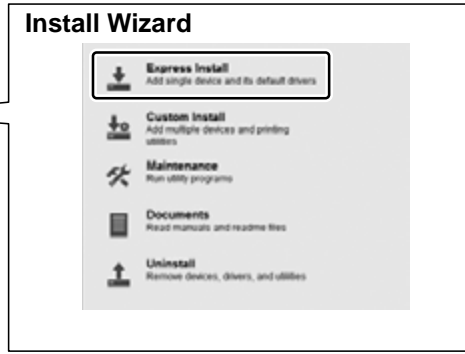 Install Wizard
Express Install
Add single device and its default drivers
Custom Install
Add multiple devices and printing
utilities
Maintenance
Run utility programs
Documents
Read manuals and readme files
Uninstall
Remove devices, drivers, and utilities